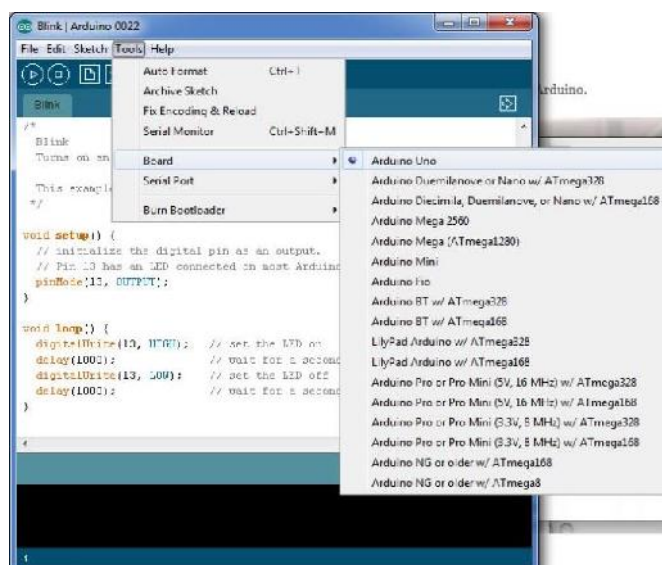 Blink | Arduino 0022
File Edit Sketch Tools Help
Auto Format Ctrl+T
Archive Sketch
Fix Encoding & Reload
Serial Monitor Ctrl+Shift+M
Board
Serial Port
Burn Bootloader
Arduino Uno
Arduino Duemilanove or Nano w/ ATmega328
Arduino Diecimila, Duemilanove, or Nano w/ ATmega168
Arduino Mega 2560
Arduino Mega (ATmega1280)
Arduino Mini
Arduino Fio
Arduino BT w/ ATmega328
Arduino BT w/ ATmega168
LilyPad Arduino w/ ATmega328
LilyPad Arduino w/ ATmega168
Arduino Pro or Pro Mini (5V, 16 MHz) w/ ATmega328
Arduino Pro or Pro Mini (5V, 16 MHz) w/ ATmega168
Arduino Pro or Pro Mini (3.3V, 8 MHz) w/ ATmega328
Arduino Pro or Pro Mini (3.3V, 8 MHz) w/ ATmega168
Arduino NG or older w/ ATmega168
Arduino NG or older w/ ATmega8
Blink
/*
Blink
Turns on an
This example
*/
void setup() {
// initialize the digital pin as an output.
// Pin 13 has an LED connected on most Arduino
pinMode(13, OUTPUT);
}
void loop() {
digitalWrite(13, HIGH); // set the LED on
delay(1000); // wait for a second
digitalWrite(13, LOW); // set the LED off
delay(1000); // wait for a second
}
1
Arduino.